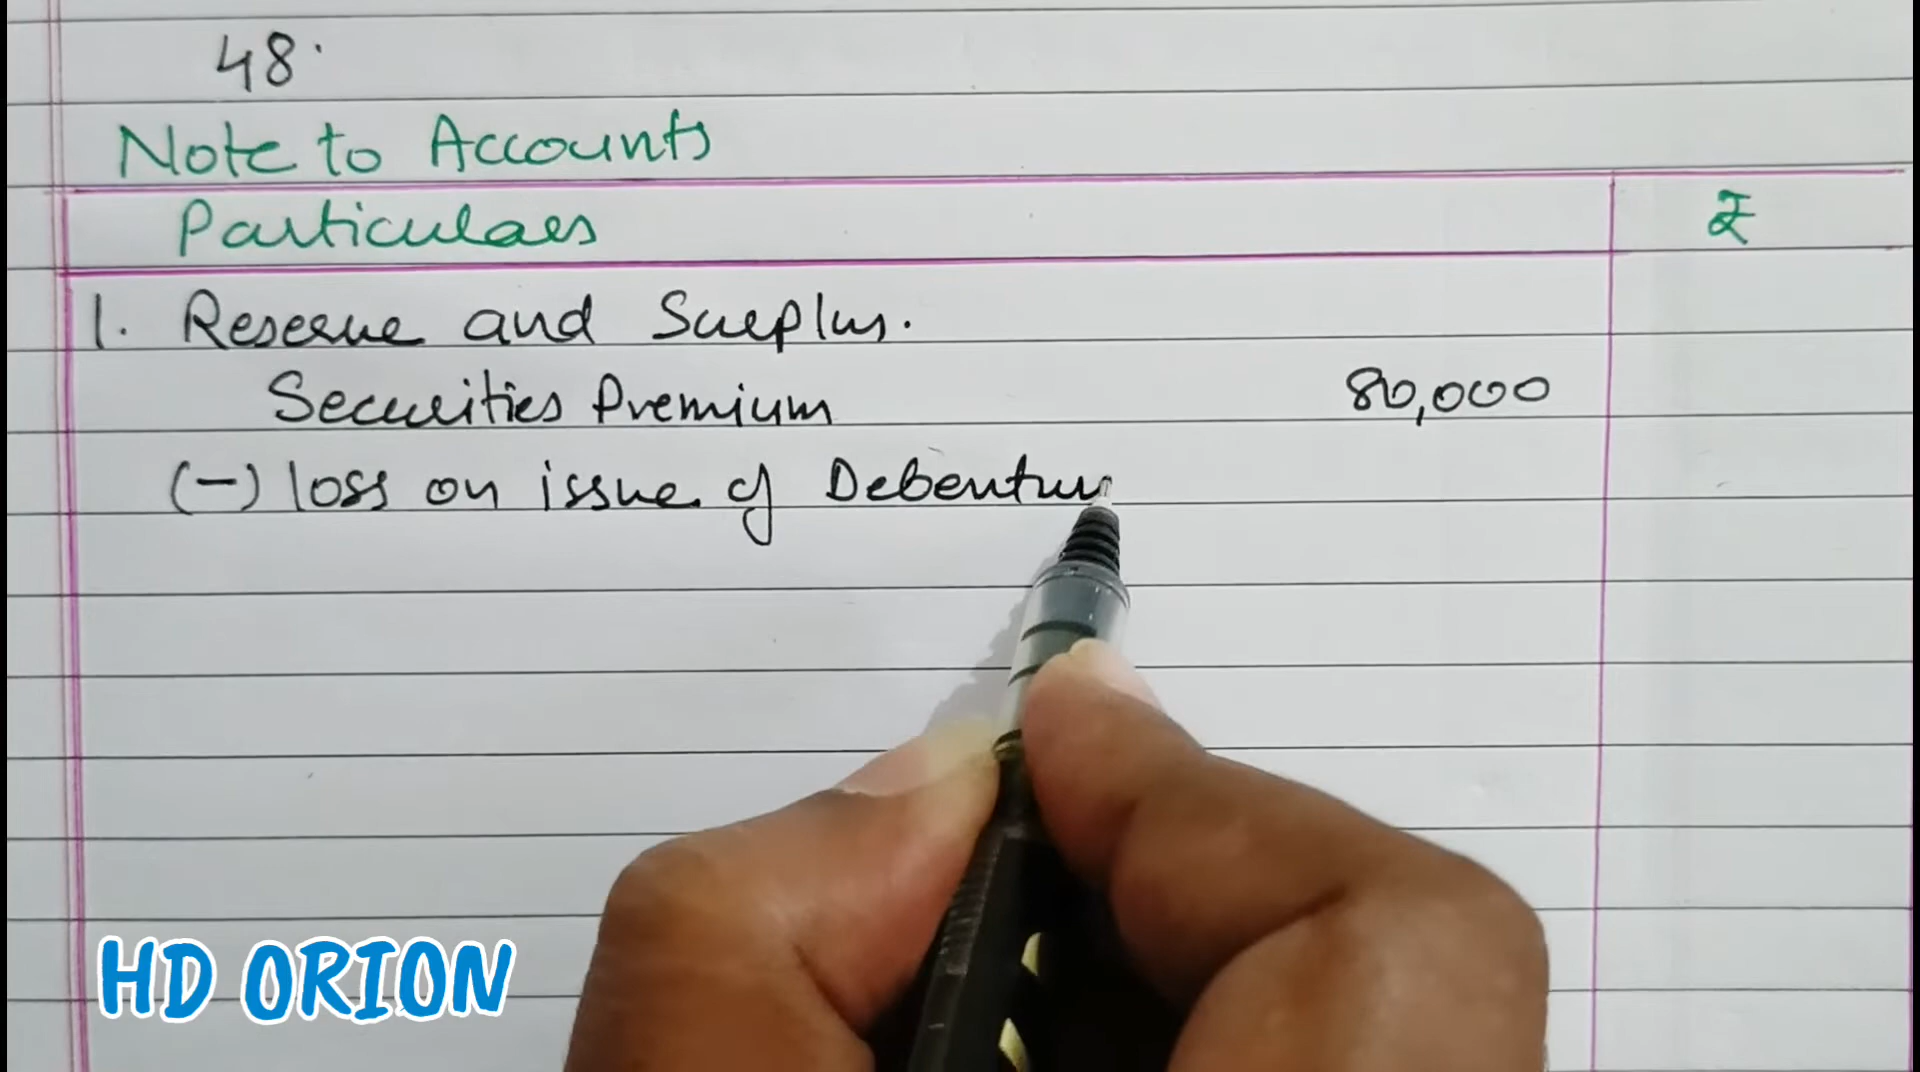 48.
Note to Accounts
Particulars ₹
1. Reserve and Surplus.
Securities Premium 80,000
(-) loss on issue of Debentur
HD ORION